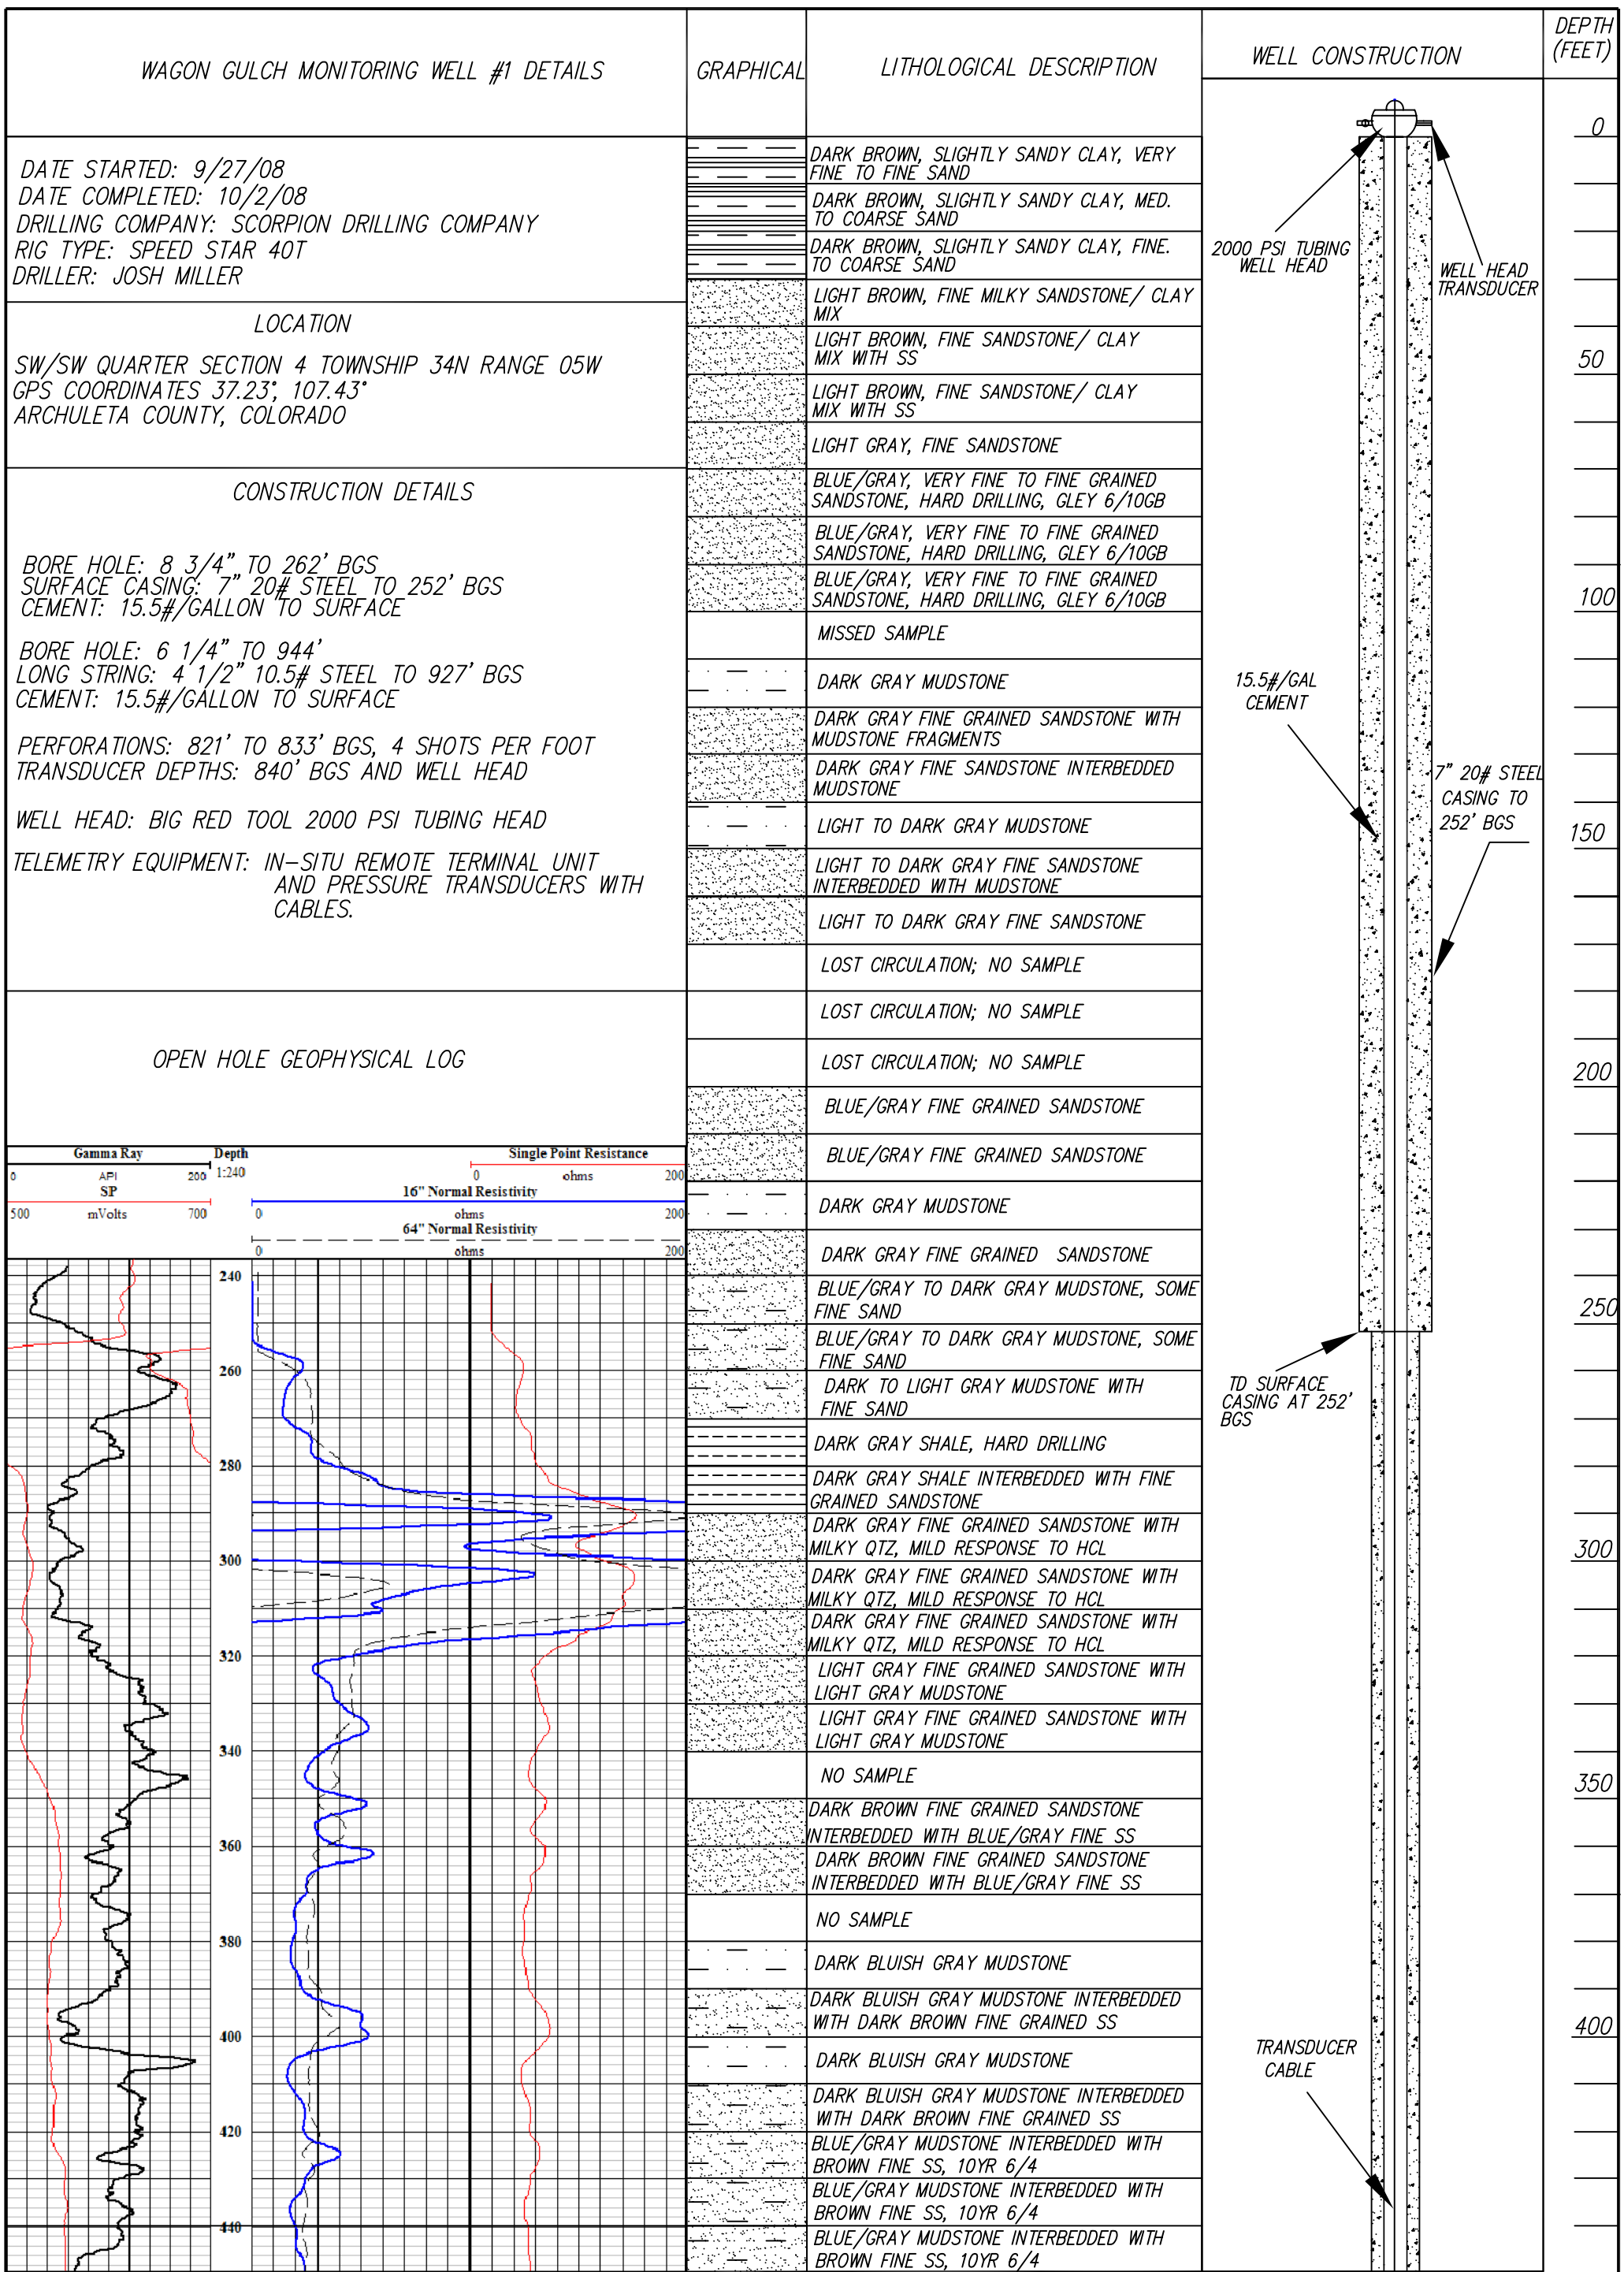 WAGON GULCH MONITORING WELL #1 DETAILS
GRAPHICAL
LITHOLOGICAL DESCRIPTION
WELL CONSTRUCTION
DEPTH
(FEET)
DATE STARTED: 9/27/08
DATE COMPLETED: 10/2/08
DRILLING COMPANY: SCORPION DRILLING COMPANY
RIG TYPE: SPEED STAR 40T
DRILLER: JOSH MILLER
LOCATION
SW/SW QUARTER SECTION 4 TOWNSHIP 34N RANGE 05W
GPS COORDINATES 37.23°, 107.43°
ARCHULETA COUNTY, COLORADO
CONSTRUCTION DETAILS
BORE HOLE: 8 3/4" TO 262' BGS
SURFACE CASING: 7" 20# STEEL TO 252' BGS
CEMENT: 15.5#/GALLON TO SURFACE
BORE HOLE: 6 1/4" TO 944'
LONG STRING: 4 1/2" 10.5# STEEL TO 927' BGS
CEMENT: 15.5#/GALLON TO SURFACE
PERFORATIONS: 821' TO 833' BGS, 4 SHOTS PER FOOT
TRANSDUCER DEPTHS: 840' BGS AND WELL HEAD
WELL HEAD: BIG RED TOOL 2000 PSI TUBING HEAD
TELEMETRY EQUIPMENT: IN-SITU REMOTE TERMINAL UNIT
AND PRESSURE TRANSDUCERS WITH
CABLES.
OPEN HOLE GEOPHYSICAL LOG
Gamma Ray
Depth
Single Point Resistance
0 API 200
1:240
0 ohms 200
SP
16" Normal Resistivity
500 mVolts 700
0 ohms 200
64" Normal Resistivity
0 ohms 200
240
260
280
300
320
340
360
380
400
420
440
DARK BROWN, SLIGHTLY SANDY CLAY, VERY
FINE TO FINE SAND
DARK BROWN, SLIGHTLY SANDY CLAY, MED.
TO COARSE SAND
DARK BROWN, SLIGHTLY SANDY CLAY, FINE.
TO COARSE SAND
LIGHT BROWN, FINE MILKY SANDSTONE/ CLAY
MIX
LIGHT BROWN, FINE SANDSTONE/ CLAY
MIX WITH SS
LIGHT BROWN, FINE SANDSTONE/ CLAY
MIX WITH SS
LIGHT GRAY, FINE SANDSTONE
BLUE/GRAY, VERY FINE TO FINE GRAINED
SANDSTONE, HARD DRILLING, GLEY 6/10GB
BLUE/GRAY, VERY FINE TO FINE GRAINED
SANDSTONE, HARD DRILLING, GLEY 6/10GB
BLUE/GRAY, VERY FINE TO FINE GRAINED
SANDSTONE, HARD DRILLING, GLEY 6/10GB
MISSED SAMPLE
DARK GRAY MUDSTONE
DARK GRAY FINE GRAINED SANDSTONE WITH
MUDSTONE FRAGMENTS
DARK GRAY FINE SANDSTONE INTERBEDDED
MUDSTONE
LIGHT TO DARK GRAY MUDSTONE
LIGHT TO DARK GRAY FINE SANDSTONE
INTERBEDDED WITH MUDSTONE
LIGHT TO DARK GRAY FINE SANDSTONE
LOST CIRCULATION; NO SAMPLE
LOST CIRCULATION; NO SAMPLE
LOST CIRCULATION; NO SAMPLE
BLUE/GRAY FINE GRAINED SANDSTONE
BLUE/GRAY FINE GRAINED SANDSTONE
DARK GRAY MUDSTONE
DARK GRAY FINE GRAINED SANDSTONE
BLUE/GRAY TO DARK GRAY MUDSTONE, SOME
FINE SAND
BLUE/GRAY TO DARK GRAY MUDSTONE, SOME
FINE SAND
DARK TO LIGHT GRAY MUDSTONE WITH
FINE SAND
DARK GRAY SHALE, HARD DRILLING
DARK GRAY SHALE INTERBEDDED WITH FINE
GRAINED SANDSTONE
DARK GRAY FINE GRAINED SANDSTONE WITH
MILKY QTZ, MILD RESPONSE TO HCL
DARK GRAY FINE GRAINED SANDSTONE WITH
MILKY QTZ, MILD RESPONSE TO HCL
DARK GRAY FINE GRAINED SANDSTONE WITH
MILKY QTZ, MILD RESPONSE TO HCL
LIGHT GRAY FINE GRAINED SANDSTONE WITH
LIGHT GRAY MUDSTONE
LIGHT GRAY FINE GRAINED SANDSTONE WITH
LIGHT GRAY MUDSTONE
NO SAMPLE
DARK BROWN FINE GRAINED SANDSTONE
INTERBEDDED WITH BLUE/GRAY FINE SS
DARK BROWN FINE GRAINED SANDSTONE
INTERBEDDED WITH BLUE/GRAY FINE SS
NO SAMPLE
DARK BLUISH GRAY MUDSTONE
DARK BLUISH GRAY MUDSTONE INTERBEDDED
WITH DARK BROWN FINE GRAINED SS
DARK BLUISH GRAY MUDSTONE
DARK BLUISH GRAY MUDSTONE INTERBEDDED
WITH DARK BROWN FINE GRAINED SS
BLUE/GRAY MUDSTONE INTERBEDDED WITH
BROWN FINE SS, 10YR 6/4
BLUE/GRAY MUDSTONE INTERBEDDED WITH
BROWN FINE SS, 10YR 6/4
BLUE/GRAY MUDSTONE INTERBEDDED WITH
BROWN FINE SS, 10YR 6/4
2000 PSI TUBING
WELL HEAD
WELL HEAD
TRANSDUCER
15.5#/GAL
CEMENT
7" 20# STEEL
CASING TO
252' BGS
TD SURFACE
CASING AT 252'
BGS
TRANSDUCER
CABLE
0
50
100
150
200
250
300
350
400